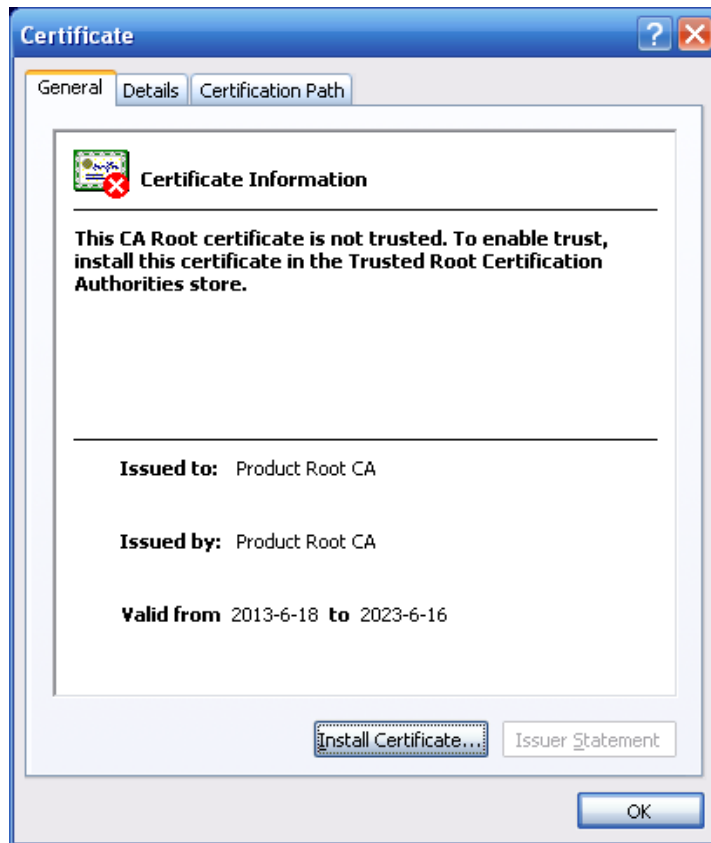 Certificate
General Details Certification Path
Certificate Information
This CA Root certificate is not trusted. To enable trust,
install this certificate in the Trusted Root Certification
Authorities store.
Issued to: Product Root CA
Issued by: Product Root CA
Valid from 2013-6-18 to 2023-6-16
Install Certificate... Issuer Statement
OK